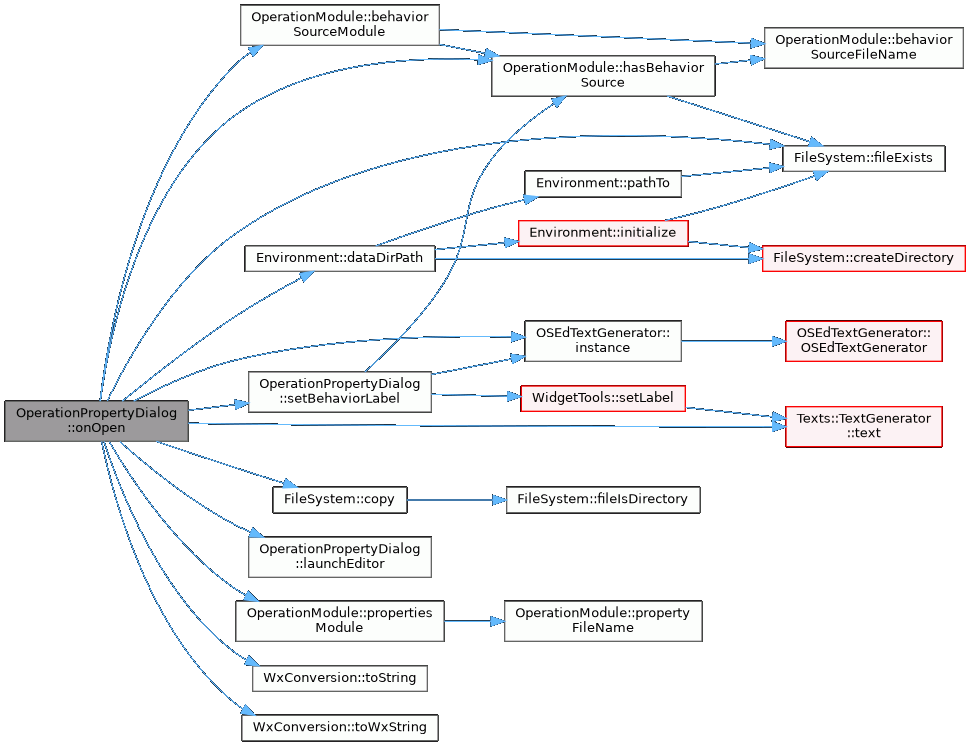 OperationModule::behavior
SourceModule
OperationModule::behavior
SourceFileName
OperationModule::hasBehavior
Source
FileSystem::fileExists
Environment::pathTo
Environment::initialize
Environment::dataDirPath
FileSystem::createDirectory
OSEdTextGenerator::
instance
OSEdTextGenerator::
OSEdTextGenerator
OperationPropertyDialog
::setBehaviorLabel
WidgetTools::setLabel
OperationPropertyDialog
::onOpen
Texts::TextGenerator
::text
FileSystem::copy
FileSystem::fileIsDirectory
OperationPropertyDialog
::launchEditor
OperationModule::properties
Module
OperationModule::property
FileName
WxConversion::toString
WxConversion::toWxString